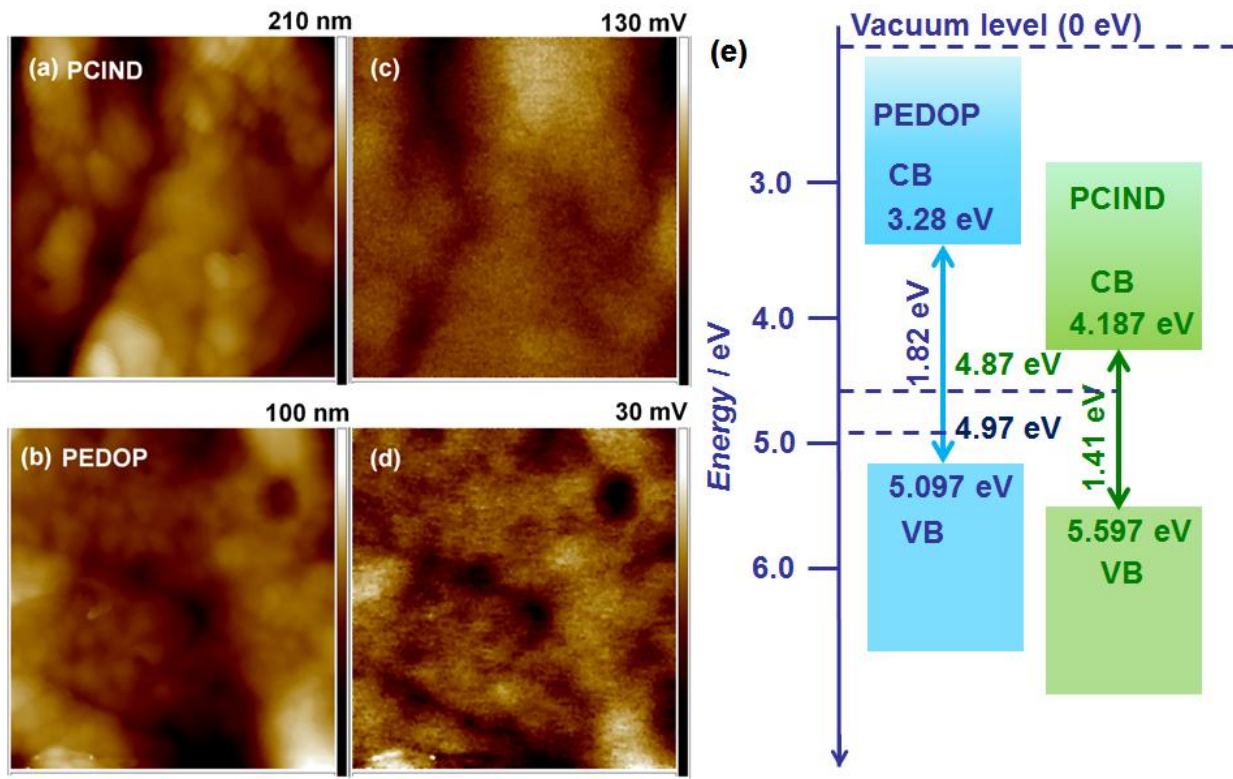 210 nm
(a) PCIND
130 mV
(c)
100 nm
(b) PEDOP
30 mV
(d)
(e)
Vacuum level (0 eV)
Energy / eV
3.0
4.0
5.0
6.0
PEDOP
CB
3.28 eV
1.82 eV
4.87 eV
4.97 eV
5.097 eV
VB
PCIND
CB
4.187 eV
1.41 eV
5.597 eV
VB